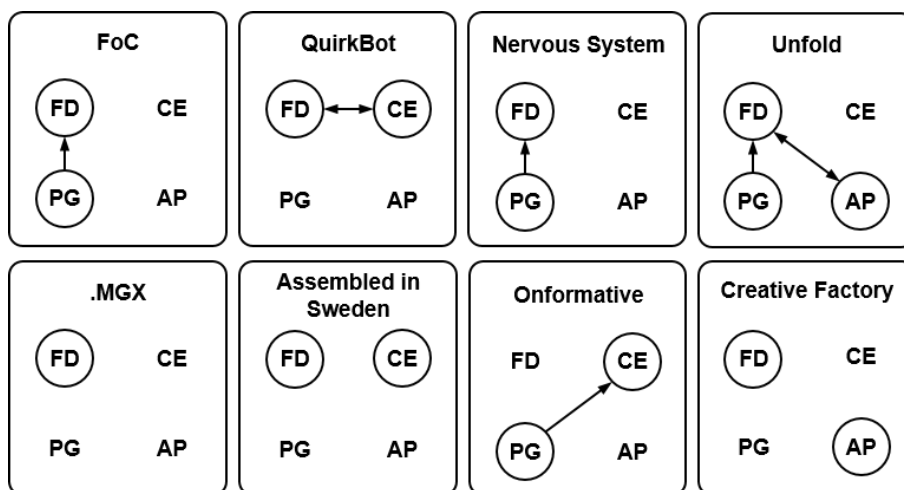 FoC
FD CE
PG AP
QuirkBot
FD CE
PG AP
Nervous System
FD CE
PG AP
Unfold
FD CE
PG AP
.MGX
FD CE
PG AP
Assembled in
Sweden
FD CE
PG AP
Onformative
FD CE
PG AP
Creative Factory
FD CE
PG AP